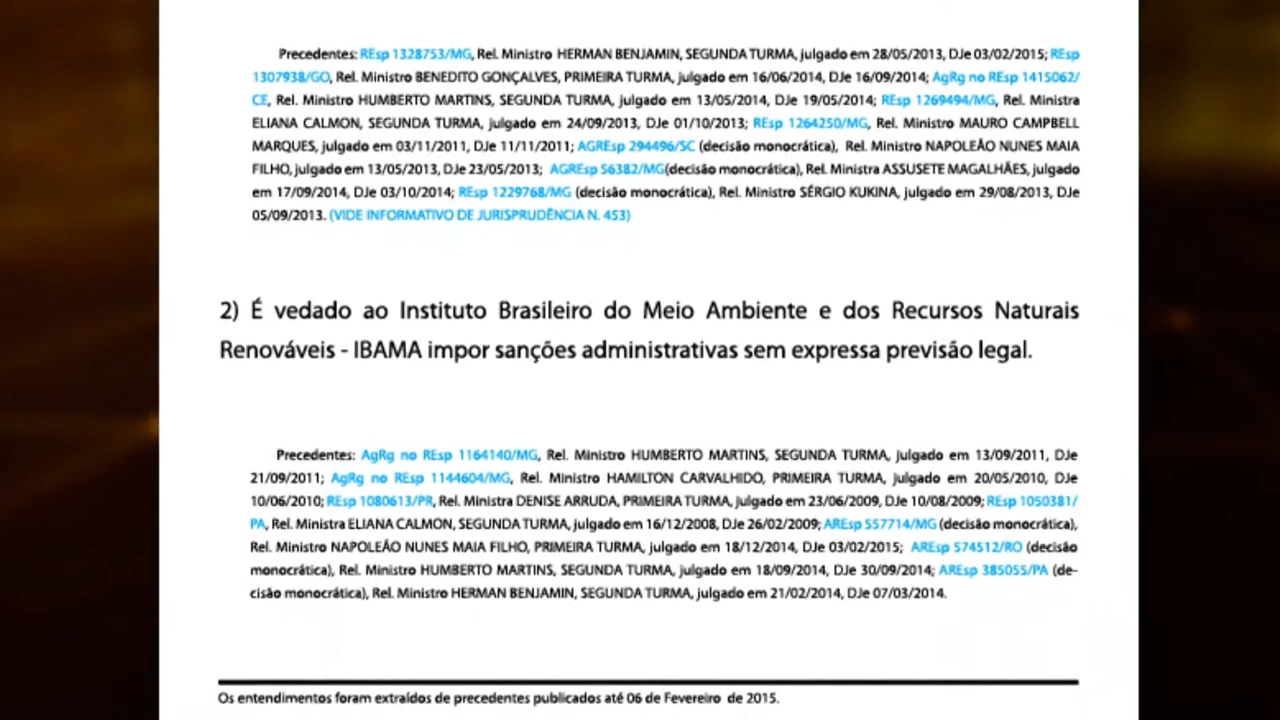 Precedentes: REsp 1328753/MG, Rel. Ministro HERMAN BENJAMIN, SEGUNDA TURMA, julgado em 28/05/2013, DJe 03/02/2015; REsp
1307938/GO, Rel. Ministro BENEDITO GONÇALVES, PRIMEIRA TURMA, julgado em 16/06/2014, DJe 16/09/2014; AgRg no REsp 1415062/
CE, Rel. Ministro HUMBERTO MARTINS, SEGUNDA TURMA, julgado em 13/05/2014, DJe 19/05/2014; REsp 1269494/MG, Rel. Ministra
ELIANA CALMON, SEGUNDA TURMA, julgado em 24/09/2013, DJe 01/10/2013; REsp 1264250/MG, Rel. Ministro MAURO CAMPBELL
MARQUES, julgado em 03/11/2011, DJe 11/11/2011; AGREsp 294496/SC (decisão monocrática), Rel. Ministro NAPOLEÃO NUNES MAIA
FILHO, julgado em 13/05/2013, DJe 23/05/2013; AGREsp 56382/MG(decisão monocrática), Rel. Ministra ASSUSETE MAGALHÃES, julgado
em 17/09/2014, DJe 03/10/2014; REsp 1229768/MG (decisão monocrática), Rel. Ministro SÉRGIO KUKINA, julgado em 29/08/2013, DJe
05/09/2013. (VIDE INFORMATIVO DE JURISPRUDÊNCIA N. 453)
2) É vedado ao Instituto Brasileiro do Meio Ambiente e dos Recursos Naturais
Renováveis - IBAMA impor sanções administrativas sem expressa previsão legal.
Precedentes: AgRg no REsp 1164140/MG, Rel. Ministro HUMBERTO MARTINS, SEGUNDA TURMA, julgado em 13/09/2011, DJe
21/09/2011; AgRg no REsp 1144604/MG, Rel. Ministro HAMILTON CARVALHIDO, PRIMEIRA TURMA, julgado em 20/05/2010, DJe
10/06/2010; REsp 1080613/PR, Rel. Ministra DENISE ARRUDA, PRIMEIRA TURMA, julgado em 23/06/2009, DJe 10/08/2009; REsp 1050381/
PA, Rel. Ministra ELIANA CALMON, SEGUNDA TURMA, julgado em 16/12/2008, DJe 26/02/2009; AREsp 557714/MG (decisão monocrática),
Rel. Ministro NAPOLEÃO NUNES MAIA FILHO, PRIMEIRA TURMA, julgado em 18/12/2014, DJe 03/02/2015; AREsp 574512/RO (decisão
monocrática), Rel. Ministro HUMBERTO MARTINS, SEGUNDA TURMA, julgado em 18/09/2014, DJe 30/09/2014; AREsp 385055/PA (de-
cisão monocrática), Rel. Ministro HERMAN BENJAMIN, SEGUNDA TURMA, julgado em 21/02/2014, DJe 07/03/2014.
Os entendimentos foram extraídos de precedentes publicados até 06 de Fevereiro de 2015.